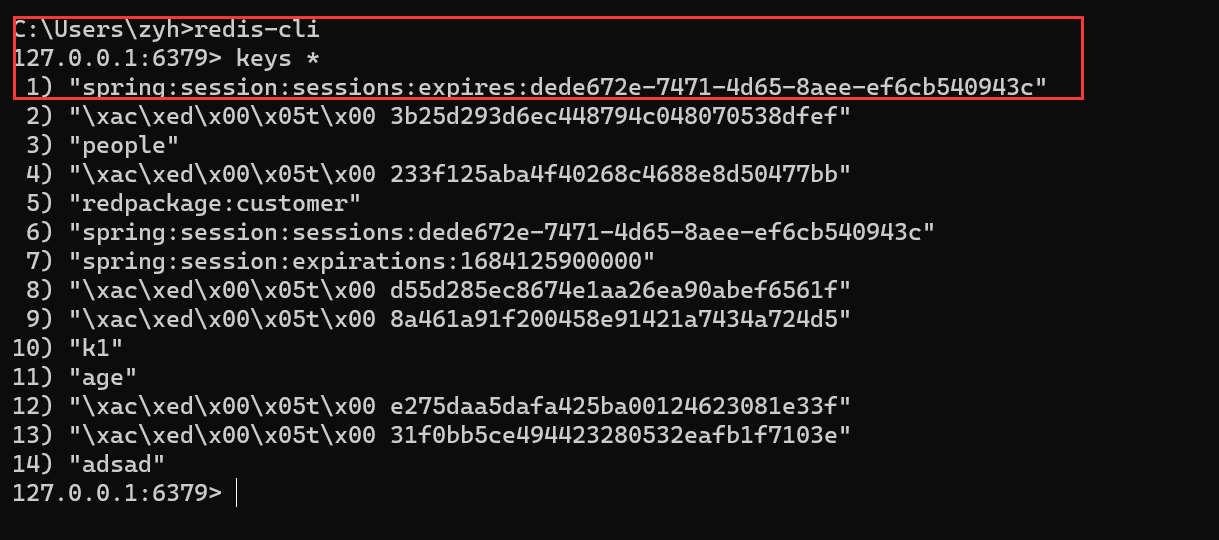 C:\Users\zyh>redis-cli
127.0.0.1:6379> keys *
 1) "spring:session:sessions:expires:dede672e-7471-4d65-8aee-ef6cb540943c"
 2) "\xac\xed\x00\x05t\x00 3b25d293d6ec448794c048070538dfef"
 3) "people"
 4) "\xac\xed\x00\x05t\x00 233f125aba4f40268c4688e8d50477bb"
 5) "redpackage:customer"
 6) "spring:session:sessions:dede672e-7471-4d65-8aee-ef6cb540943c"
 7) "spring:session:expirations:1684125900000"
 8) "\xac\xed\x00\x05t\x00 d55d285ec8674e1aa26ea90abef6561f"
 9) "\xac\xed\x00\x05t\x00 8a461a91f200458e91421a7434a724d5"
10) "k1"
11) "age"
12) "\xac\xed\x00\x05t\x00 e275daa5dafa425ba00124623081e33f"
13) "\xac\xed\x00\x05t\x00 31f0bb5ce494423280532eafb1f7103e"
14) "adsad"
127.0.0.1:6379>